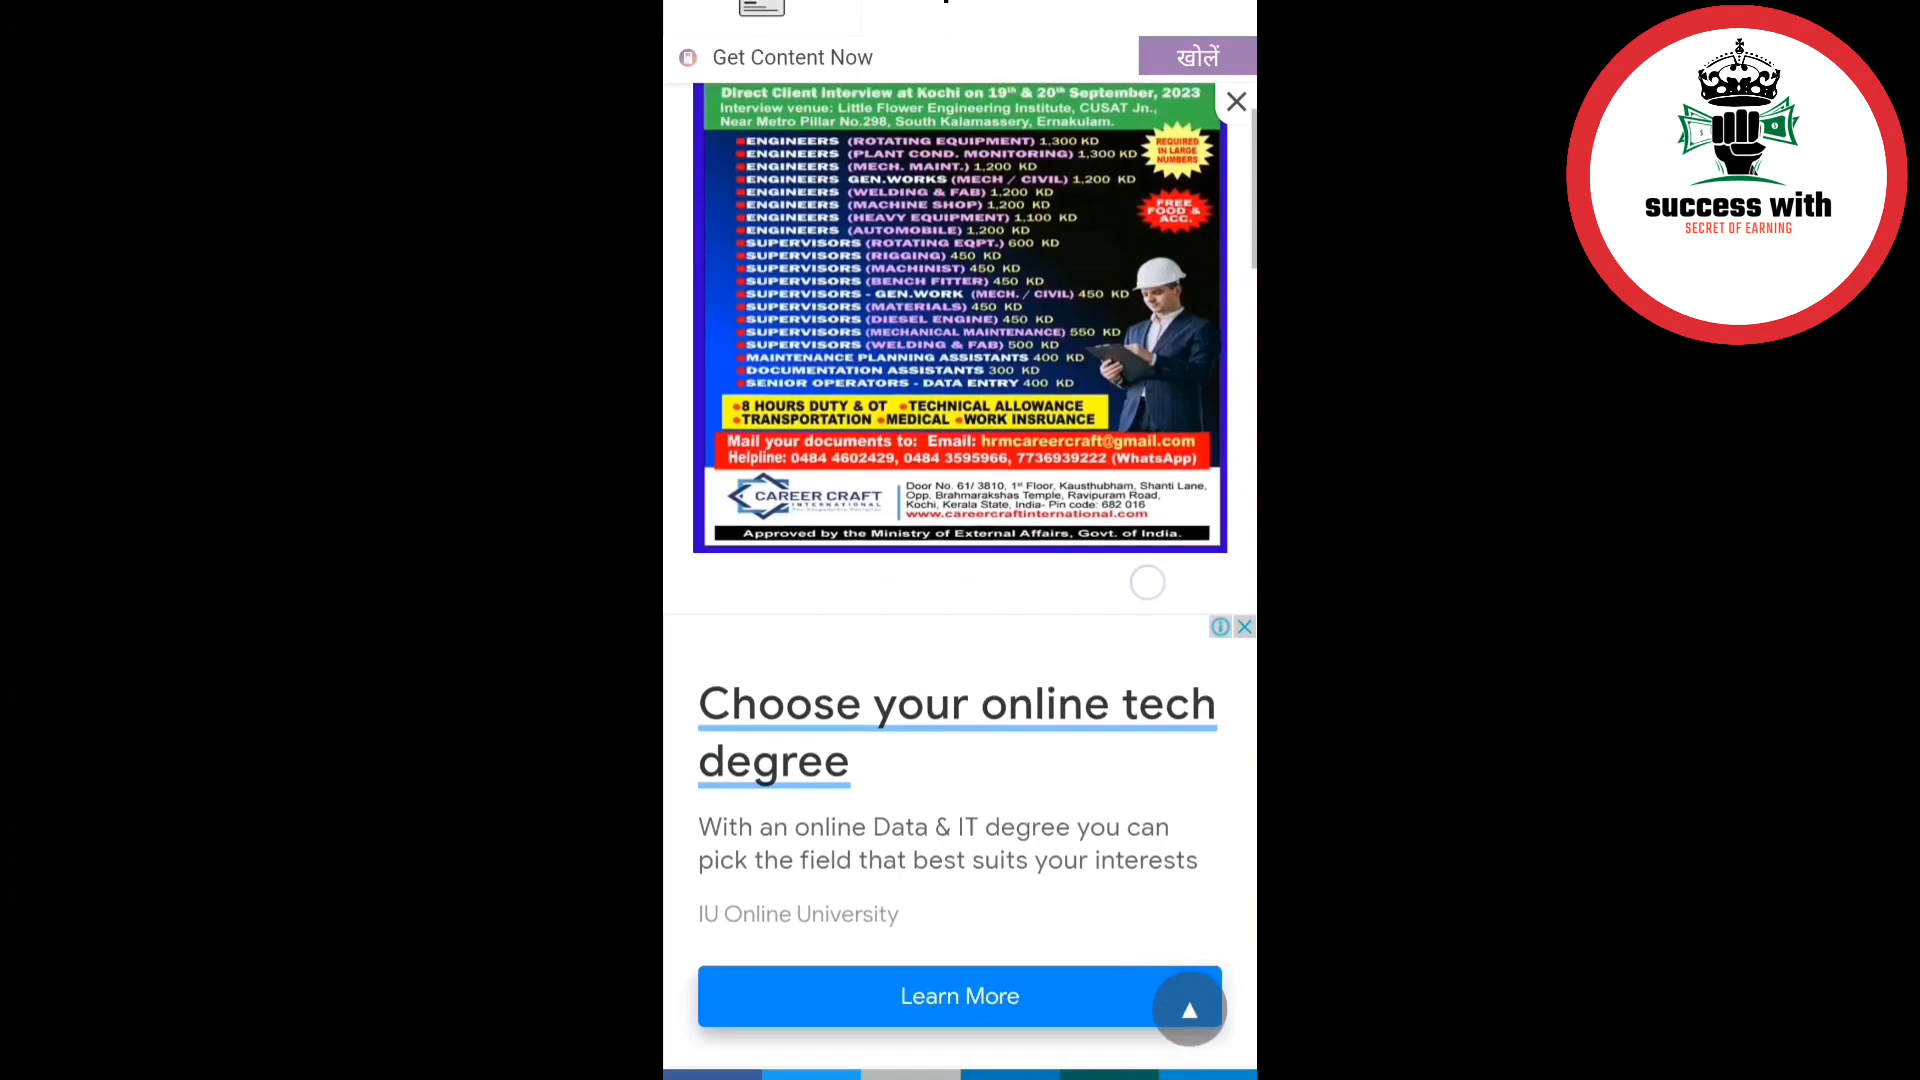 Get Content Now
खोलें
Direct Client Interview at Kochi on 19th & 20th September, 2023
Interview venue: Little Flower Engineering Institute, CUSAT Jn.,
Near Metro Pillar No.298, South Kalamassery, Ernakulam.
ENGINEERS (ROTATING EQUIPMENT) 1,300 KD
ENGINEERS (PLANT COND. MONITORING) 1,300 KD
ENGINEERS (MECH. MAINT.) 1,200 KD
ENGINEERS GEN.WORKS (MECH / CIVIL) 1,200 KD
ENGINEERS (WELDING & FAB) 1,200 KD
ENGINEERS (MACHINE SHOP) 1,200 KD
ENGINEERS (HEAVY EQUIPMENT) 1,100 KD
ENGINEERS (AUTOMOBILE) 1,200 KD
SUPERVISORS (ROTATING EQPT.) 600 KD
SUPERVISORS (RIGGING) 450 KD
SUPERVISORS (MACHINIST) 450 KD
SUPERVISORS (BENCH FITTER) 450 KD
SUPERVISORS - GEN.WORK (MECH. / CIVIL) 450 KD
SUPERVISORS (MATERIALS) 450 KD
SUPERVISORS (DIESEL ENGINE) 450 KD
SUPERVISORS (MECHANICAL MAINTENANCE) 550 KD
SUPERVISORS (WELDING & FAB) 500 KD
MAINTENANCE PLANNING ASSISTANTS 400 KD
DOCUMENTATION ASSISTANTS 300 KD
SENIOR OPERATORS - DATA ENTRY 400 KD
REQUIRED
IN LARGE
NUMBERS
FREE
FOOD &
ACC.
8 HOURS DUTY & OT TECHNICAL ALLOWANCE
TRANSPORTATION MEDICAL WORK INSRUANCE
Mail your documents to: Email: hrmcareercraft@gmail.com
Helpline: 0484 4602429, 0484 3595966, 7736939222 (WhatsApp)
CAREER CRAFT
INTERNATIONAL
Door No. 61/ 3810, 1st Floor, Kausthubham, Shanti Lane,
Opp. Brahmarakshas Temple, Ravipuram Road,
Kochi, Kerala State, India- Pin code: 682 016
www.careercraftinternational.com
Approved by the Ministry of External Affairs, Govt. of India.
Choose your online tech
degree
With an online Data & IT degree you can
pick the field that best suits your interests
IU Online University
Learn More
success with
SECRET OF EARNING